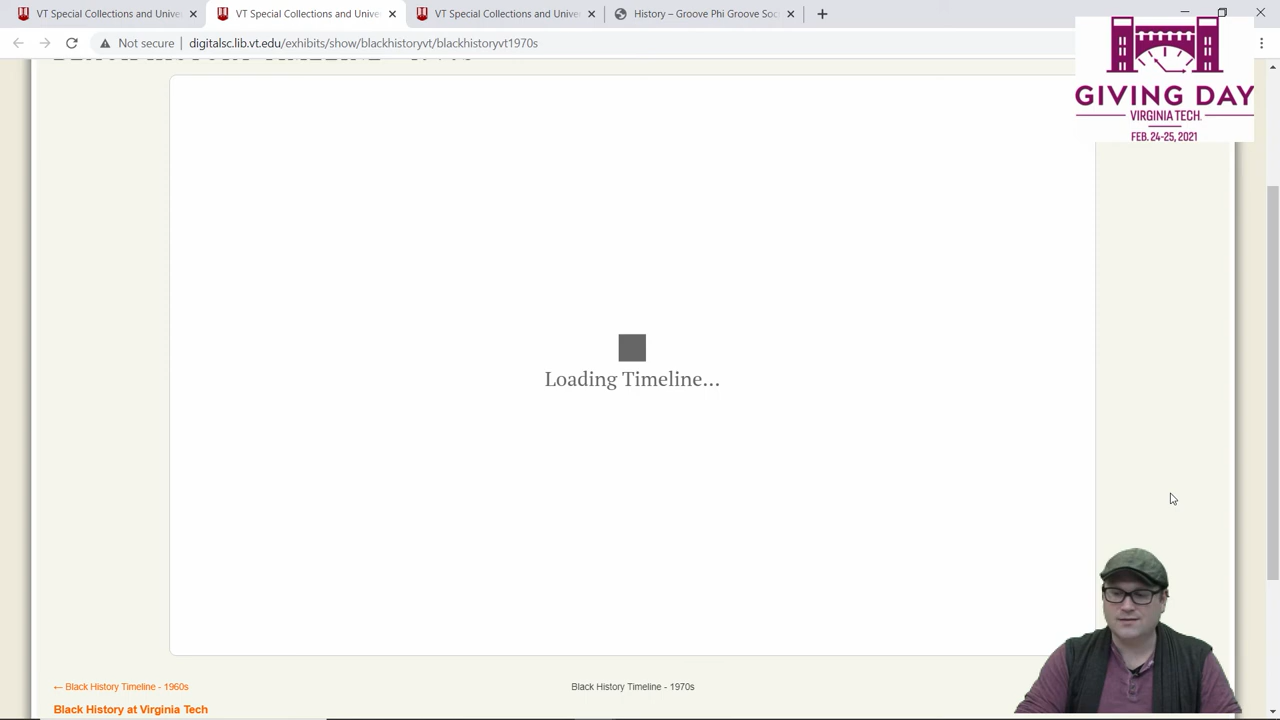 VT Special Collections and Unive
VT Special Collections and Unive
VT Special Collections and Unive
History – Groove Phi Groove Soc
Not secure
digitalsc.lib.vt.edu/exhibits/show/blackhistoryvt/blackhistoryvt1970s
GIVING DAY
VIRGINIA TECH.
FEB. 24-25, 2021
Loading Timeline...
← Black History Timeline - 1960s
Black History Timeline - 1970s
Black History at Virginia Tech